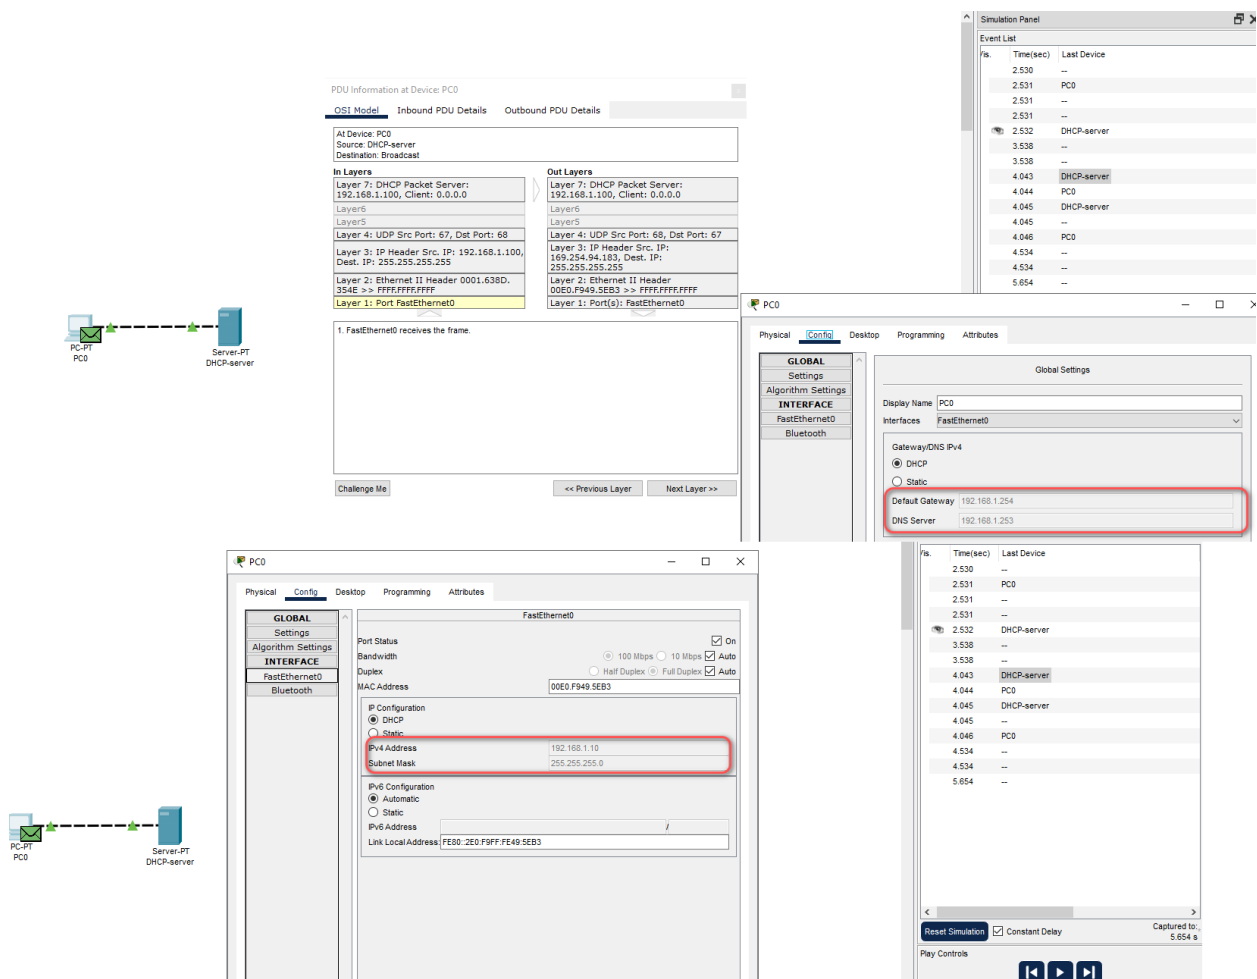 Simulation Panel
Event List
Vis. Time(sec) Last Device
2.530 --
2.531 PC0
2.531 --
2.531 --
2.532 DHCP-server
3.538 --
3.538 --
4.043 DHCP-server
4.044 PC0
4.045 DHCP-server
4.045 --
4.046 PC0
4.534 --
4.534 --
5.654 --
PDU Information at Device: PC0
OSI Model Inbound PDU Details Outbound PDU Details
At Device: PC0
Source: DHCP-server
Destination: Broadcast
In Layers
Layer 7: DHCP Packet Server:
192.168.1.100, Client: 0.0.0.0
Layer6
Layer5
Layer 4: UDP Src Port: 67, Dst Port: 68
Layer 3: IP Header Src. IP: 192.168.1.100,
Dest. IP: 255.255.255.255
Layer 2: Ethernet II Header 0001.638D.
354E >> FFFF.FFFF.FFFF
Layer 1: Port FastEthernet0
Out Layers
Layer 7: DHCP Packet Server:
192.168.1.100, Client: 0.0.0.0
Layer6
Layer5
Layer 4: UDP Src Port: 68, Dst Port: 67
Layer 3: IP Header Src. IP:
169.254.94.183, Dest. IP:
255.255.255.255
Layer 2: Ethernet II Header
00E0.F949.5EB3 >> FFFF.FFFF.FFFF
Layer 1: Port(s): FastEthernet0
1. FastEthernet0 receives the frame.
Challenge Me << Previous Layer Next Layer >>
PC-PT
PC0
Server-PT
DHCP-server
PC0
Physical Config Desktop Programming Attributes
GLOBAL
Settings
Algorithm Settings
INTERFACE
FastEthernet0
Bluetooth
Global Settings
Display Name PC0
Interfaces FastEthernet0
Gateway/DNS IPv4
DHCP
Static
Default Gateway 192.168.1.254
DNS Server 192.168.1.253
PC0
Physical Config Desktop Programming Attributes
GLOBAL
Settings
Algorithm Settings
INTERFACE
FastEthernet0
Bluetooth
FastEthernet0
Port Status On
Bandwidth 100 Mbps 10 Mbps Auto
Duplex Half Duplex Full Duplex Auto
MAC Address 00E0.F949.5EB3
IP Configuration
DHCP
Static
IPv4 Address 192.168.1.10
Subnet Mask 255.255.255.0
IPv6 Configuration
Automatic
Static
IPv6 Address /
Link Local Address: FE80::2E0:F9FF:FE49:5EB3
PC-PT
PC0
Server-PT
DHCP-server
Vis. Time(sec) Last Device
2.530 --
2.531 PC0
2.531 --
2.531 --
2.532 DHCP-server
3.538 --
3.538 --
4.043 DHCP-server
4.044 PC0
4.045 DHCP-server
4.045 --
4.046 PC0
4.534 --
4.534 --
5.654 --
Reset Simulation Constant Delay Captured to:
5.654 s
Play Controls